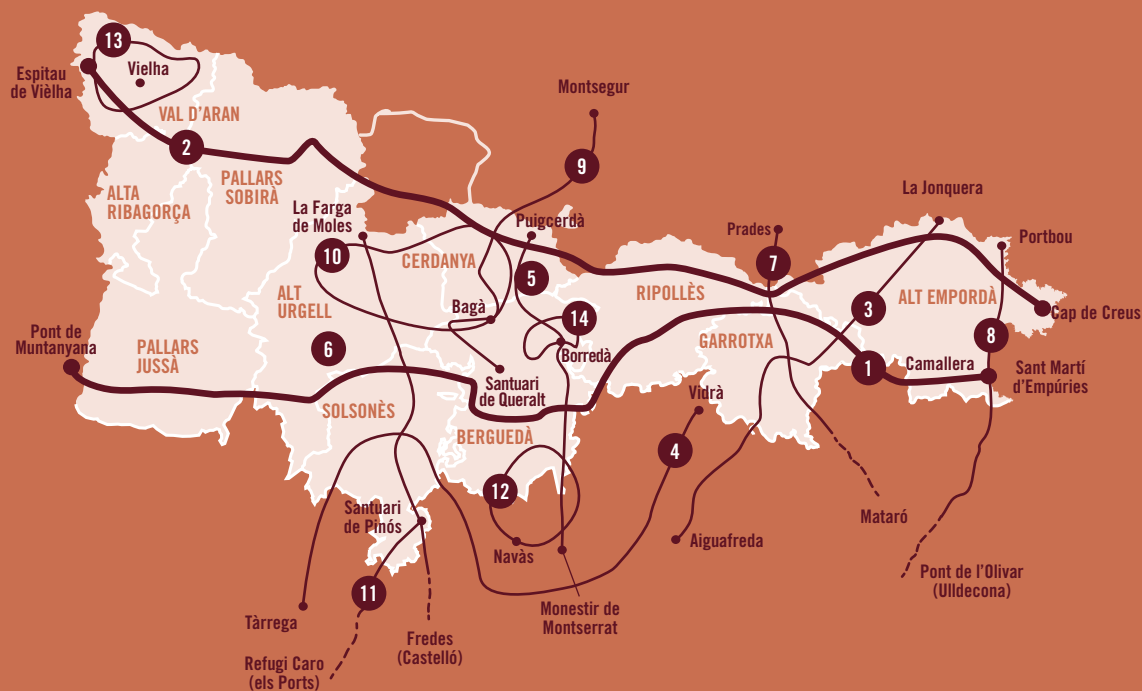 13
Vielha
Espitau
de Vièlha
VAL D'ARAN
Montsegur
2
9
PALLARS
SOBIRÀ
ALTA
RIBAGORÇA
La Farga
de Moles
Puigcerdà
La Jonquera
Prades
Portbou
10
CERDANYA
7
5
RIPOLLÈS
ALT
URGELL
ALT EMPORDÀ
Bagà
14
3
Cap de Creus
Pont de
Muntanyana
6
8
PALLARS
JUSSÀ
Borredà
GARROTXA
1
Camallera
Sant Martí
d'Empúries
Santuari
de Queralt
SOLSONÈS
Vidrà
BERGUEDÀ
4
12
Santuari
de Pinós
Mataró
Aiguafreda
Navàs
Pont de l'Olivar
(Ulldecona)
11
Tàrrega
Monestir de
Montserrat
Fredes
(Castelló)
Refugi Caro
(els Ports)